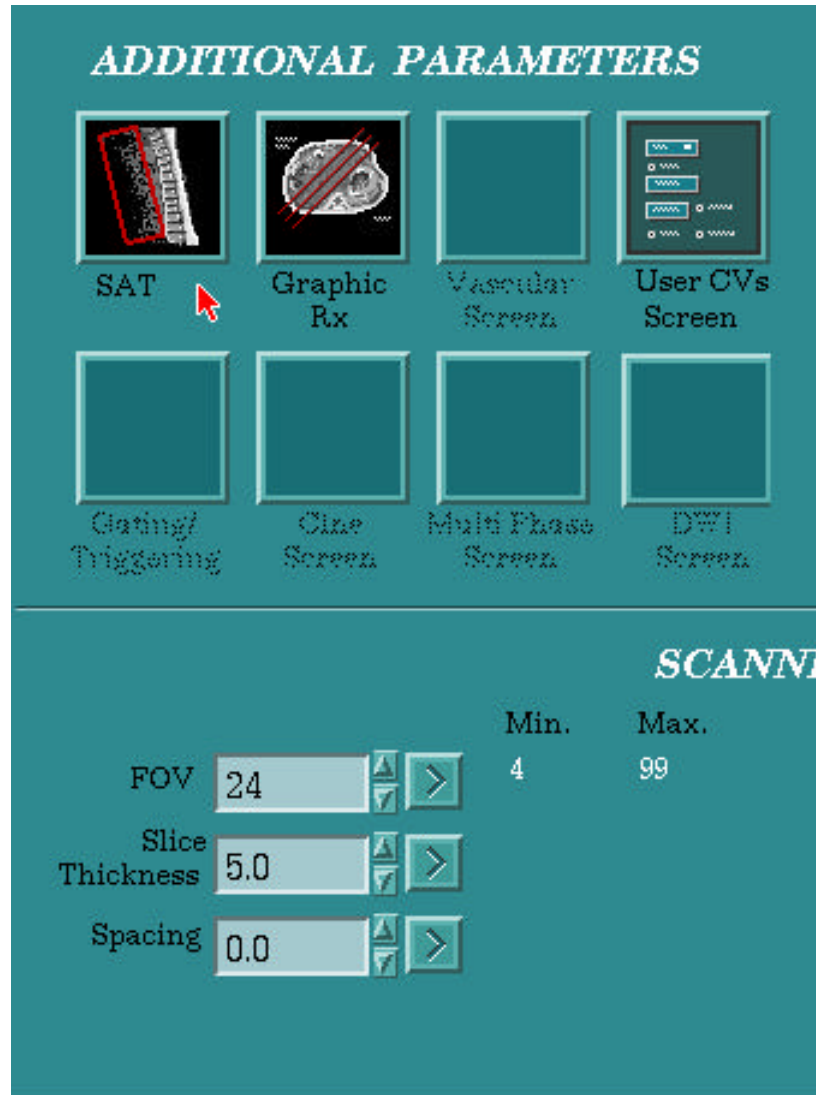 ADDITIONAL PARAMETERS
SAT
Graphic
Rx
Vascular
Screen
User CVs
Screen
Gating/
Triggering
Cine
Screen
Multi Phase
Screen
DWI
Screen
SCANNI
Min. Max.
FOV 24 4 99
Slice
Thickness 5.0
Spacing 0.0